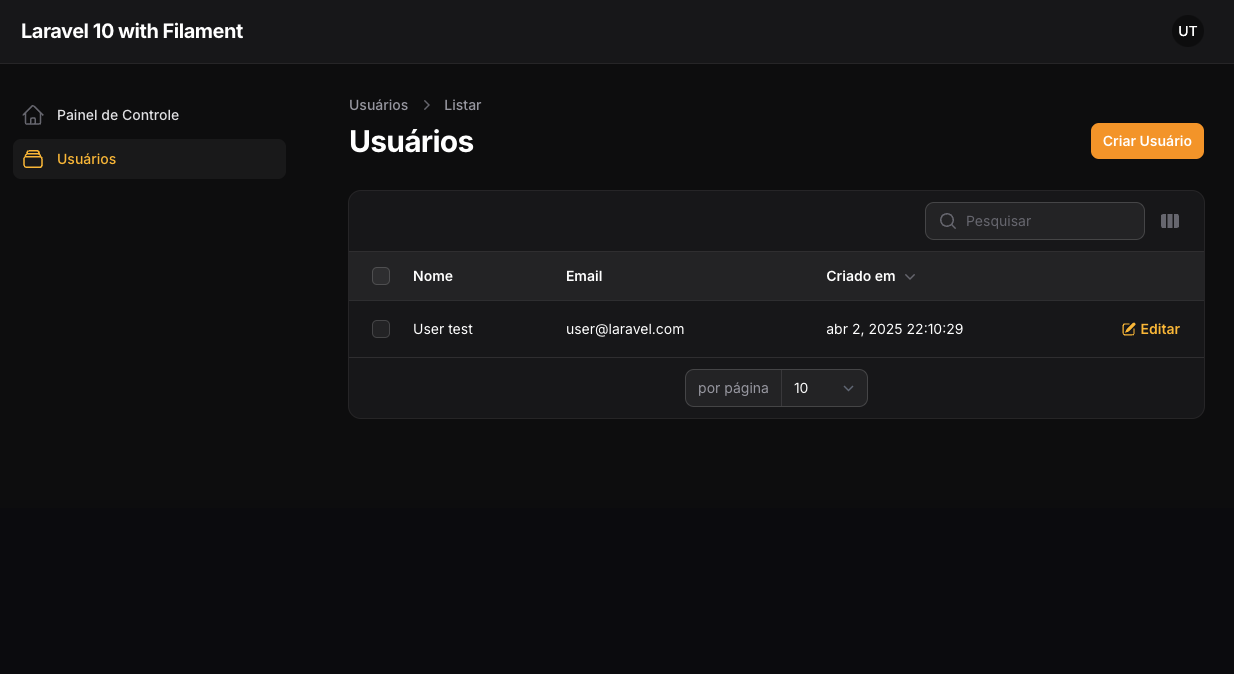 Laravel 10 with Filament
UT
Painel de Controle
Usuários
Usuários > Listar
Usuários
Criar Usuário
Pesquisar
Nome Email Criado em
User test user@laravel.com abr 2, 2025 22:10:29 Editar
por página 10